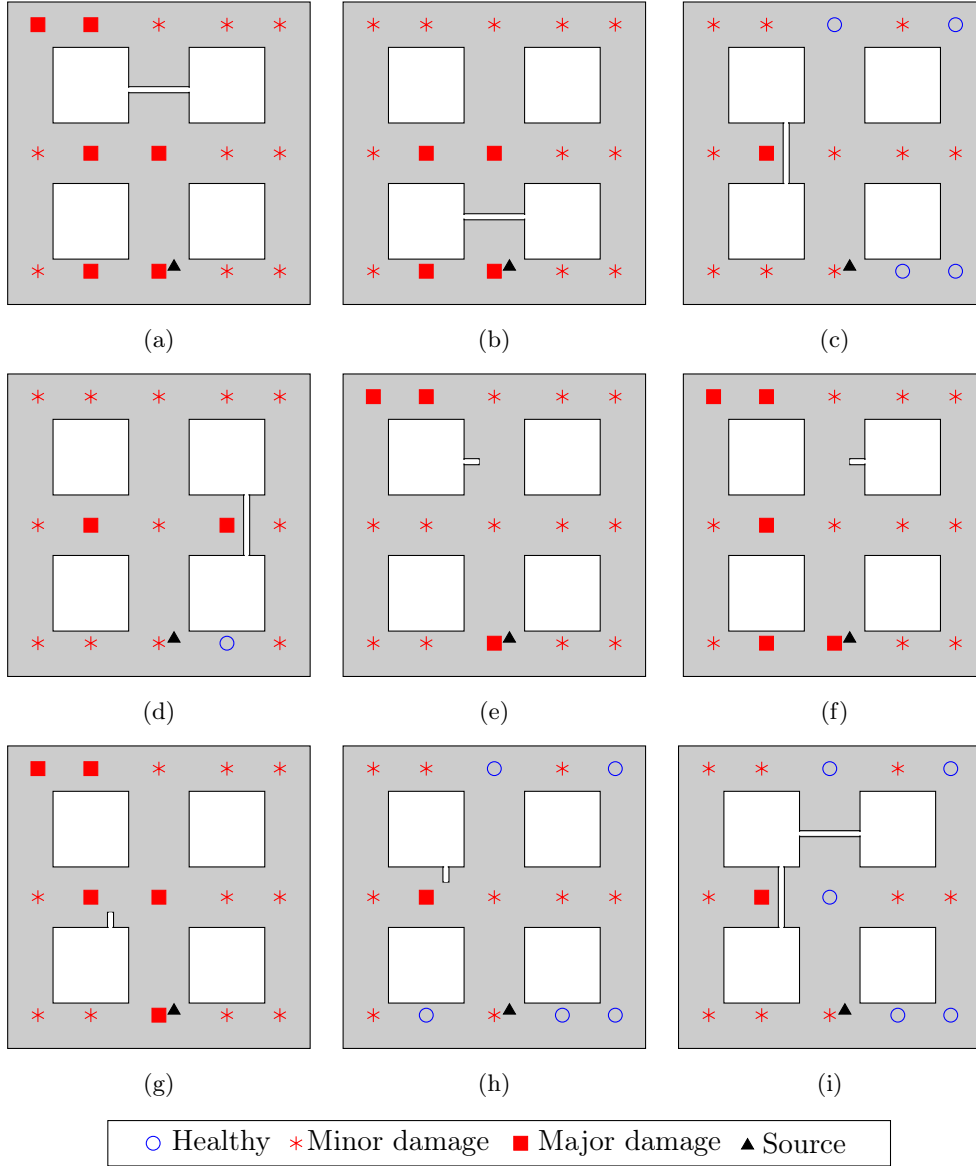 (a) (b) (c)
(d) (e) (f)
(g) (h) (i)
Healthy Minor damage Major damage Source